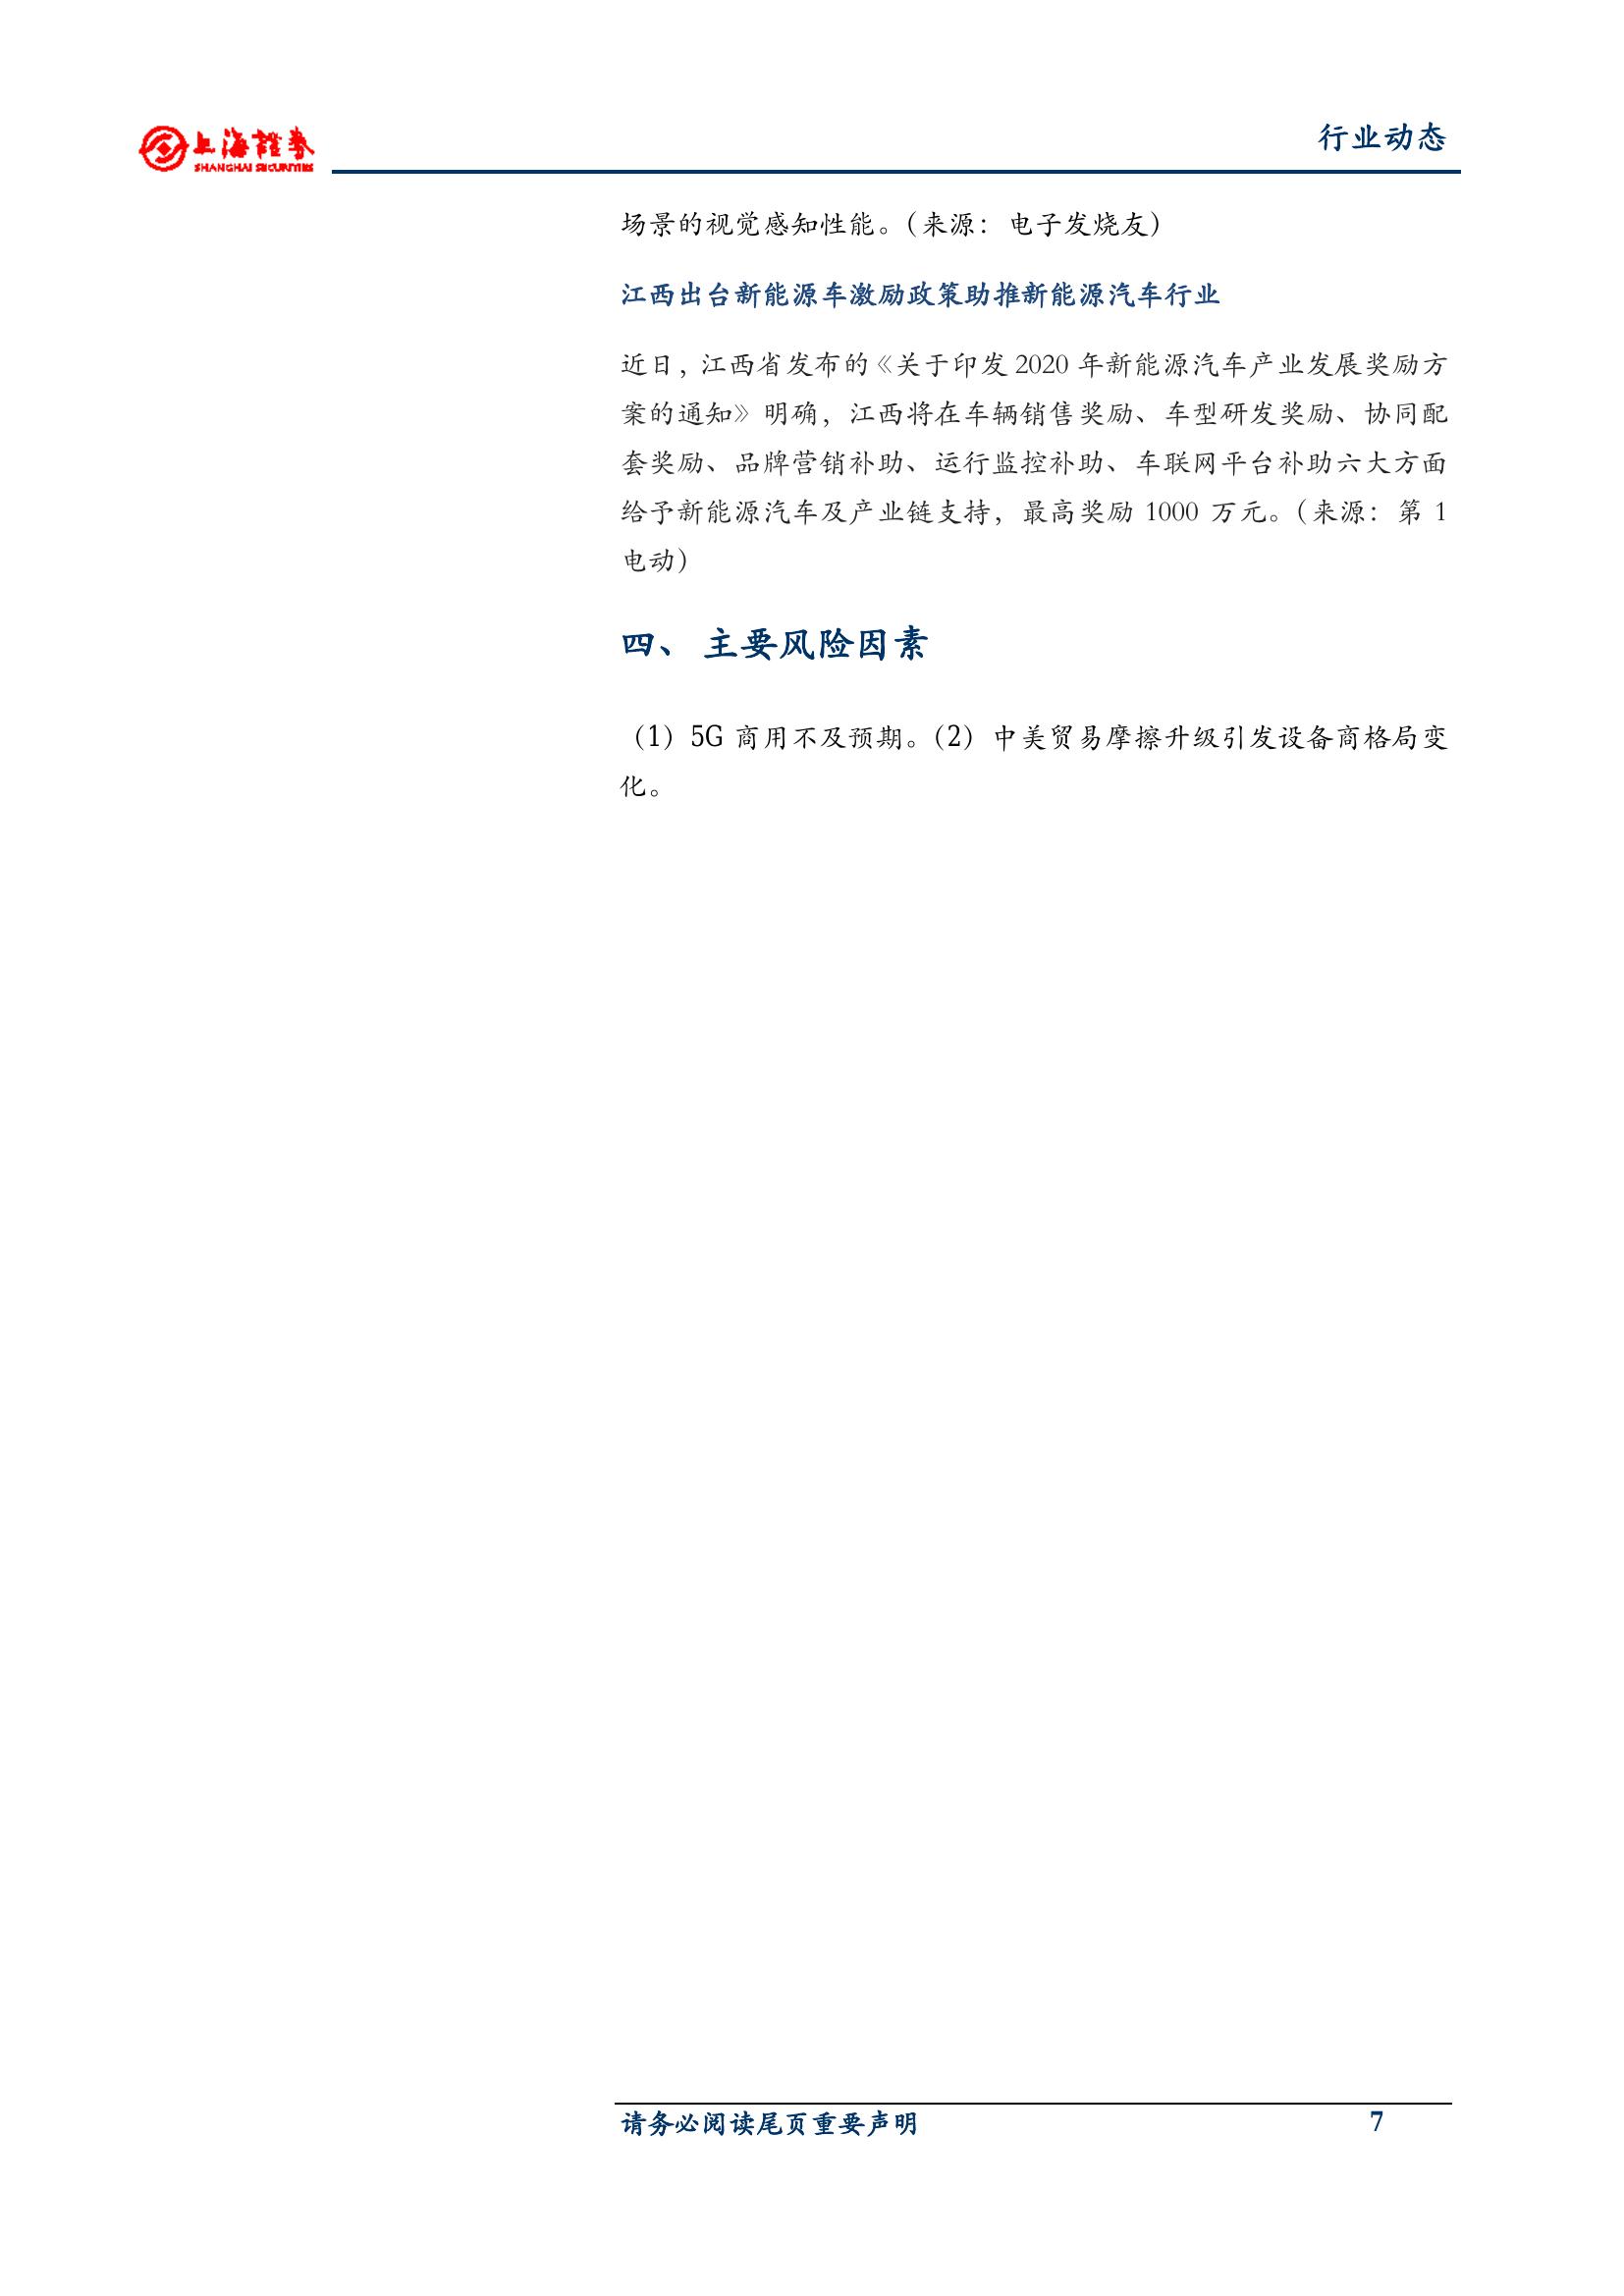 上海證券
SHANGHAI SECURITIES
行业动态
场景的视觉感知性能。（来源：电子发烧友）
江西出台新能源车激励政策助推新能源汽车行业
近日，江西省发布的《关于印发 2020 年新能源汽车产业发展奖励方
案的通知》明确，江西将在车辆销售奖励、车型研发奖励、协同配
套奖励、品牌营销补助、运行监控补助、车联网平台补助六大方面
给予新能源汽车及产业链支持，最高奖励 1000 万元。（来源：第 1
电动）
四、 主要风险因素
（1）5G 商用不及预期。（2）中美贸易摩擦升级引发设备商格局变
化。
请务必阅读尾页重要声明
7